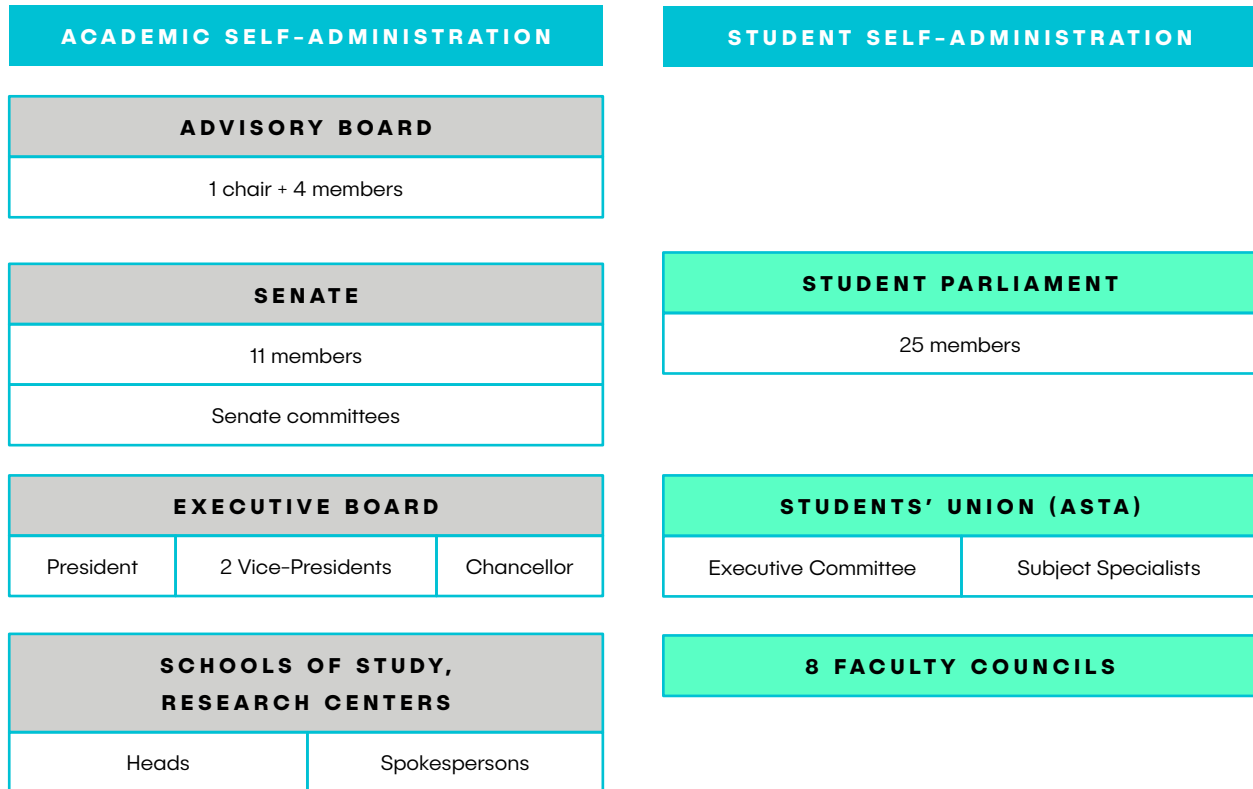 ACADEMIC SELF-ADMINISTRATION
ADVISORY BOARD
1 chair + 4 members
SENATE
11 members
Senate committees
EXECUTIVE BOARD
President
2 Vice-Presidents
Chancellor
SCHOOLS OF STUDY,
RESEARCH CENTERS
Heads
Spokespersons
STUDENT SELF-ADMINISTRATION
STUDENT PARLIAMENT
25 members
STUDENTS’ UNION (ASTA)
Executive Committee
Subject Specialists
8 FACULTY COUNCILS